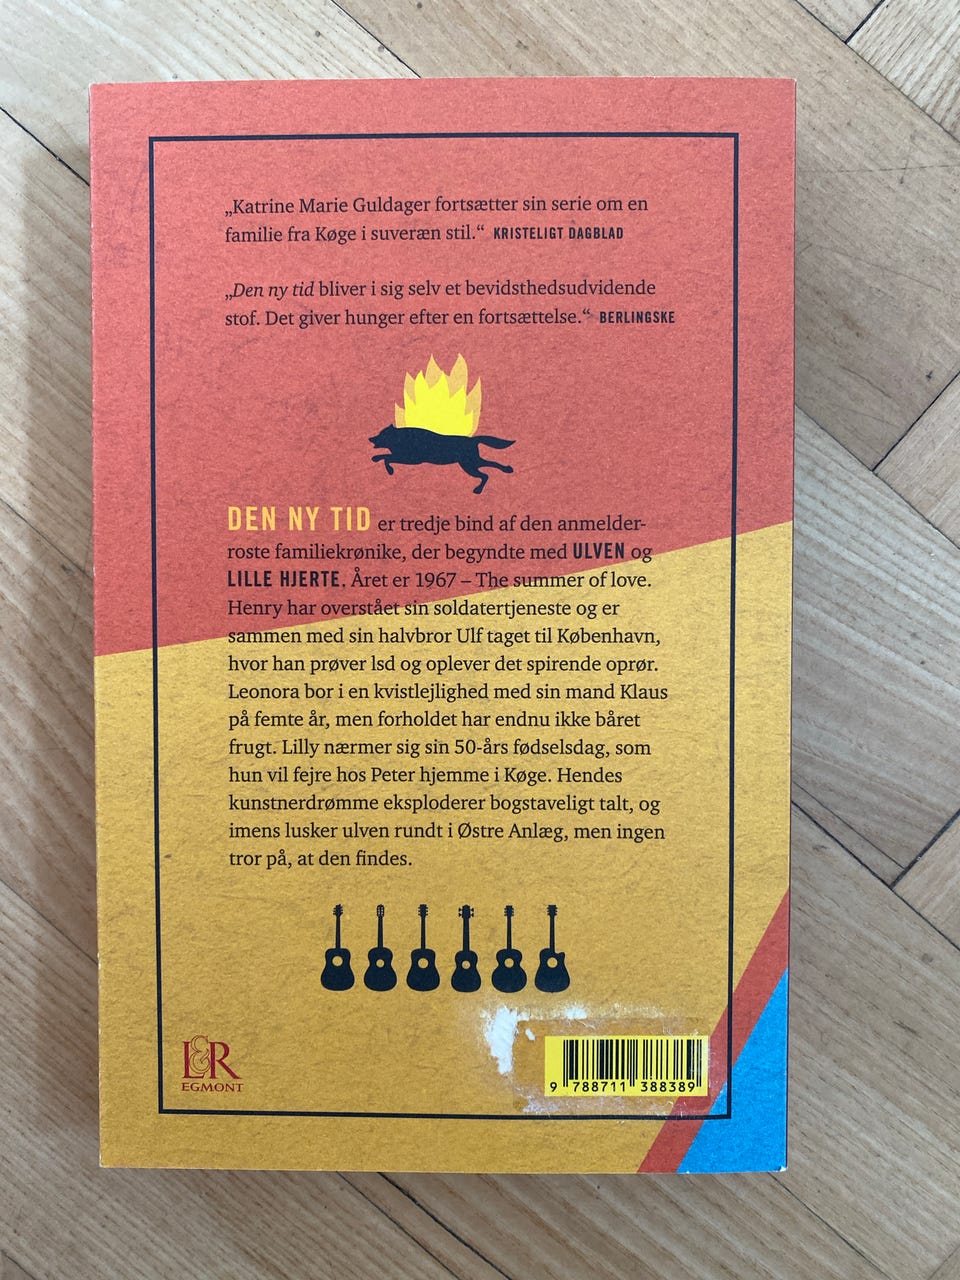 „Katrine Marie Guldager fortsætter sin serie om en
familie fra Køge i suveræn stil.“ KRISTELIGT DAGBLAD
„Den ny tid bliver i sig selv et bevidsthedsudvidende
stof. Det giver hunger efter en fortsættelse.“ BERLINGSKE
DEN NY TID er tredje bind af den anmelder-
roste familiekrønike, der begyndte med ULVEN og
LILLE HJERTE. Året er 1967 – The summer of love.
Henry har overstået sin soldatertjeneste og er
sammen med sin halvbror Ulf taget til København,
hvor han prøver lsd og oplever det spirende oprør.
Leonora bor i en kvistlejlighed med sin mand Klaus
på femte år, men forholdet har endnu ikke båret
frugt. Lilly nærmer sig sin 50-års fødselsdag, som
hun vil fejre hos Peter hjemme i Køge. Hendes
kunstnerdrømme eksploderer bogstaveligt talt, og
imens lusker ulven rundt i Østre Anlæg, men ingen
tror på, at den findes.
L&R
EGMONT
9 788711 388389